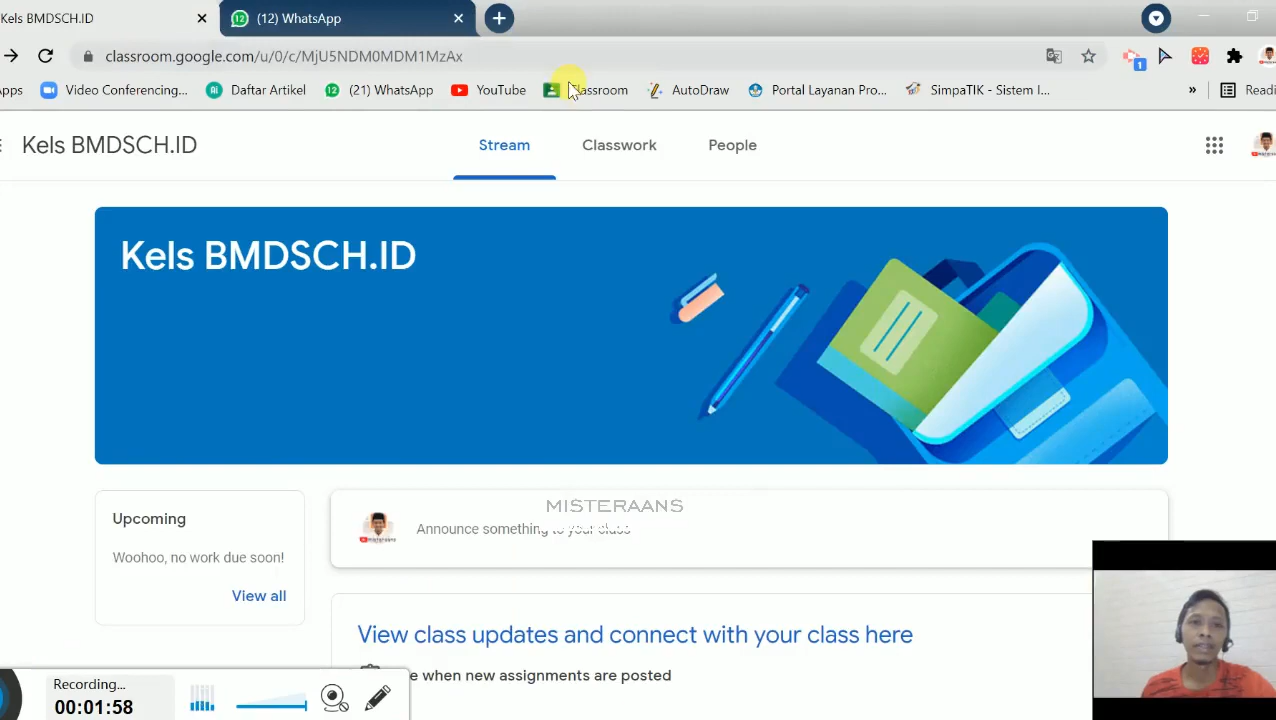 Kels BMDSCH.ID
(12) WhatsApp
classroom.google.com/u/0/c/MjU5NDM0MDM1MzAx
1
Video Conferencing... Daftar Artikel (21) WhatsApp YouTube Classroom AutoDraw Portal Layanan Pro... SimpaTIK - Sistem I... »
Kels BMDSCH.ID
Stream Classwork People
Kels BMDSCH.ID
MISTERAANS
Upcoming
Announce something to your class
Woohoo, no work due soon!
View all
View class updates and connect with your class here
when new assignments are posted
Recording...
00:01:58